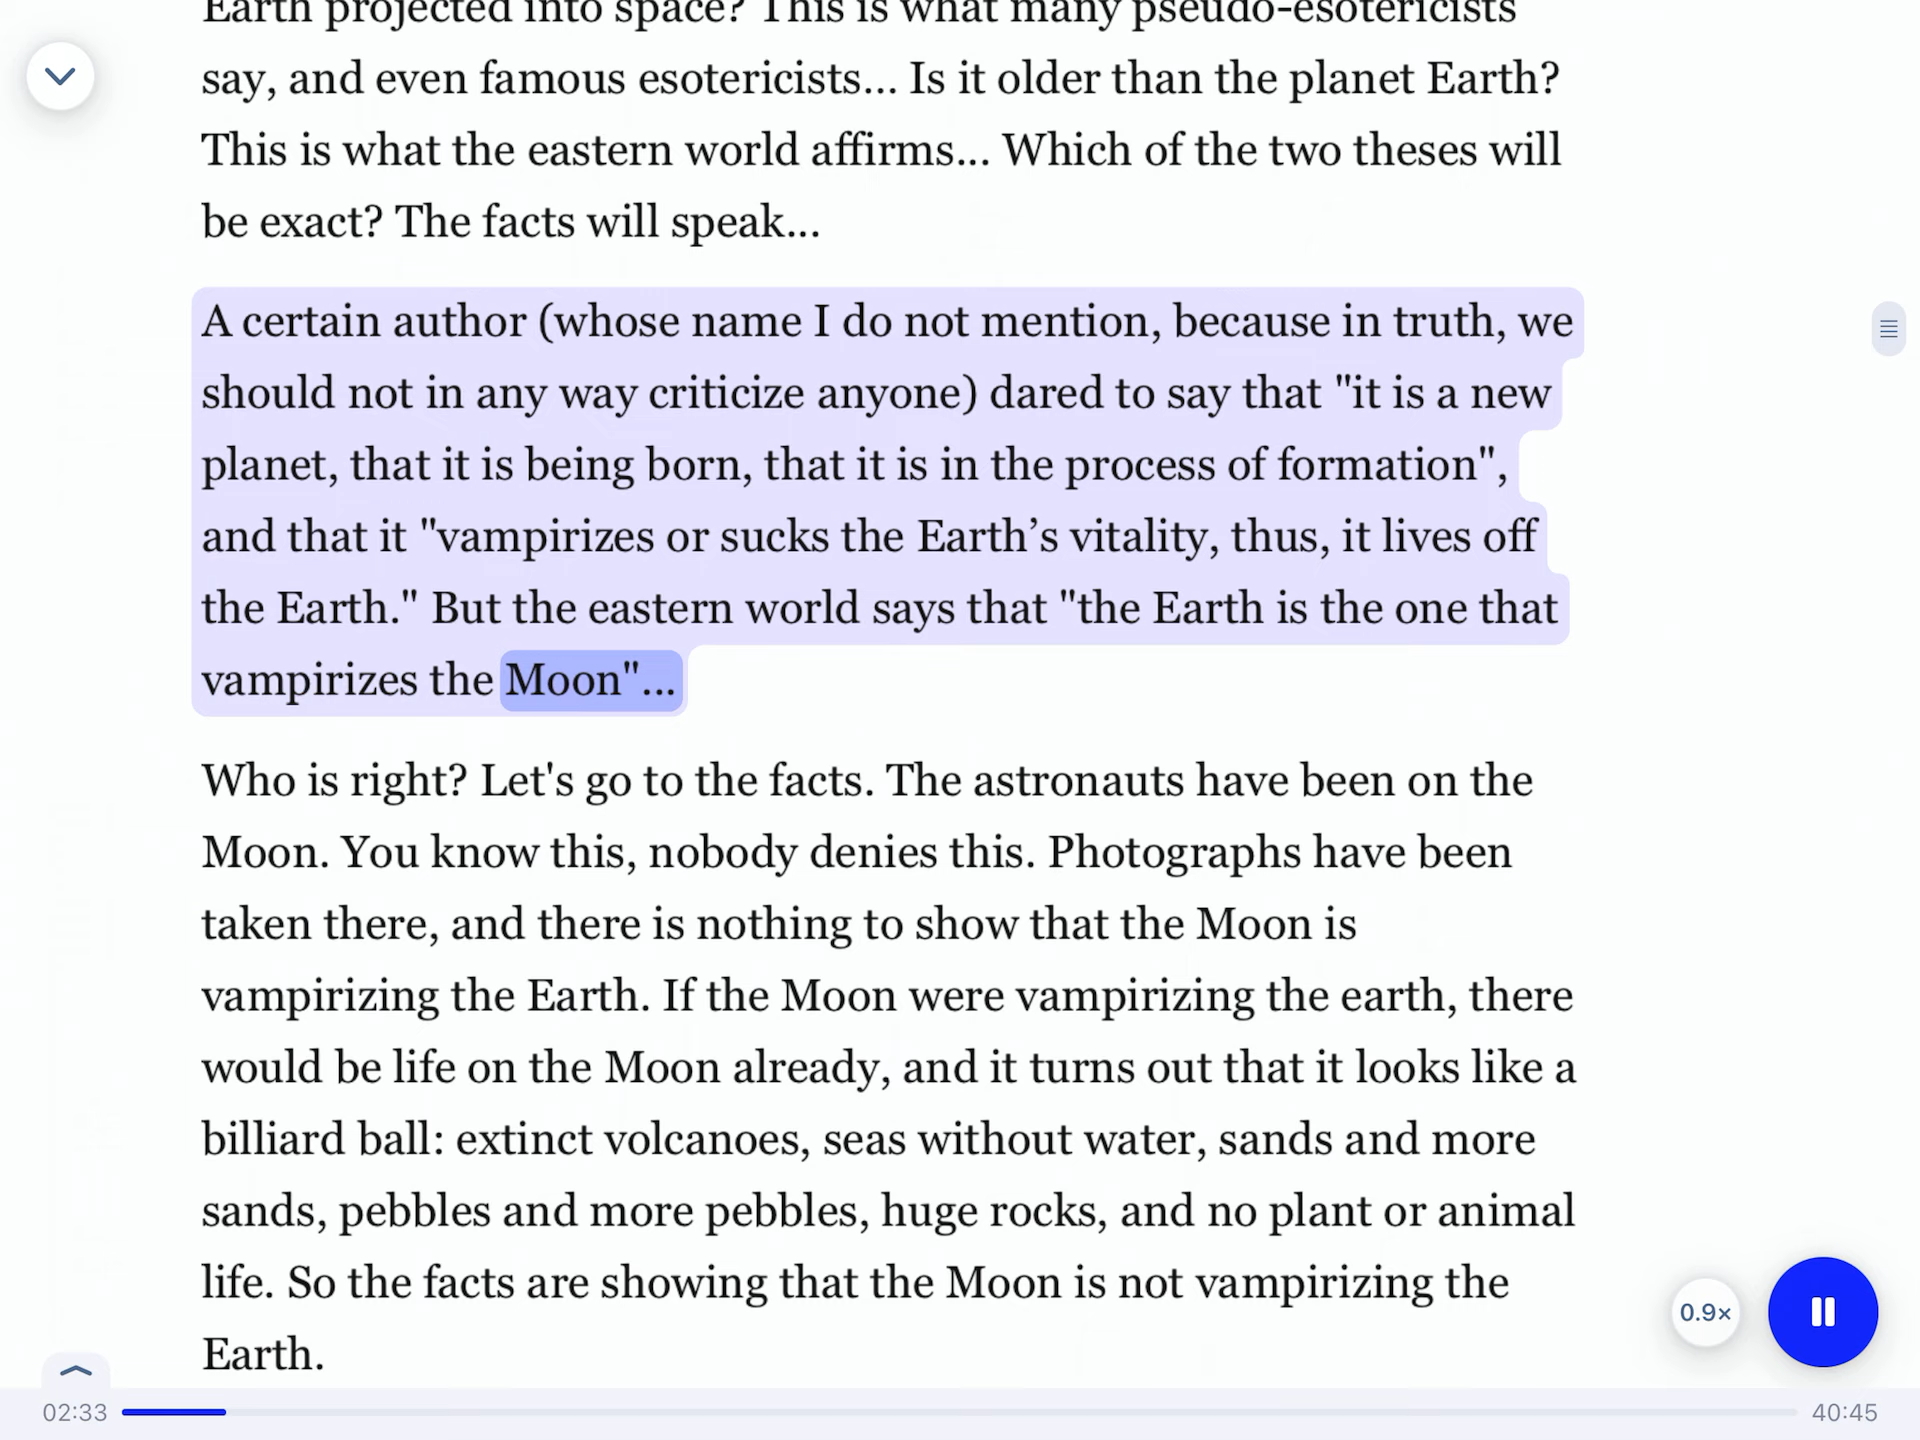 Earth projected into space? This is what many pseudo-esotericists
say, and even famous esotericists... Is it older than the planet Earth?
This is what the eastern world affirms... Which of the two theses will
be exact? The facts will speak...
A certain author (whose name I do not mention, because in truth, we
should not in any way criticize anyone) dared to say that "it is a new
planet, that it is being born, that it is in the process of formation",
and that it "vampirizes or sucks the Earth’s vitality, thus, it lives off
the Earth." But the eastern world says that "the Earth is the one that
vampirizes the Moon"...
Who is right? Let's go to the facts. The astronauts have been on the
Moon. You know this, nobody denies this. Photographs have been
taken there, and there is nothing to show that the Moon is
vampirizing the Earth. If the Moon were vampirizing the earth, there
would be life on the Moon already, and it turns out that it looks like a
billiard ball: extinct volcanoes, seas without water, sands and more
sands, pebbles and more pebbles, huge rocks, and no plant or animal
life. So the facts are showing that the Moon is not vampirizing the
Earth.
0.9×
02:33
40:45